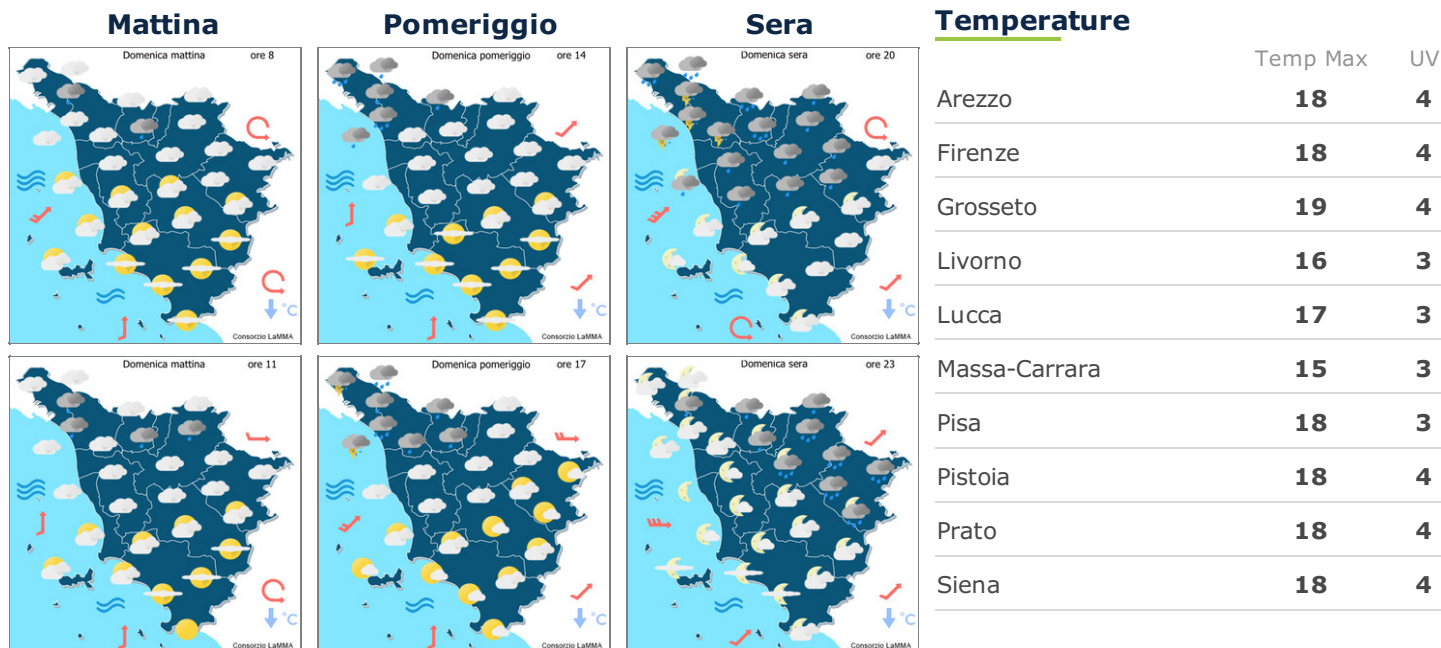 Mattina
Pomeriggio
Sera
Domenica mattina ore 8
°C
Consorzio LaMMA
Domenica pomeriggio ore 14
°C
Consorzio LaMMA
Domenica sera ore 20
°C
Consorzio LaMMA
Domenica mattina ore 11
°C
Consorzio LaMMA
Domenica pomeriggio ore 17
°C
Consorzio LaMMA
Domenica sera ore 23
°C
Consorzio LaMMA
Temperature
Temp Max UV
Arezzo 18 4
Firenze 18 4
Grosseto 19 4
Livorno 16 3
Lucca 17 3
Massa-Carrara 15 3
Pisa 18 3
Pistoia 18 4
Prato 18 4
Siena 18 4